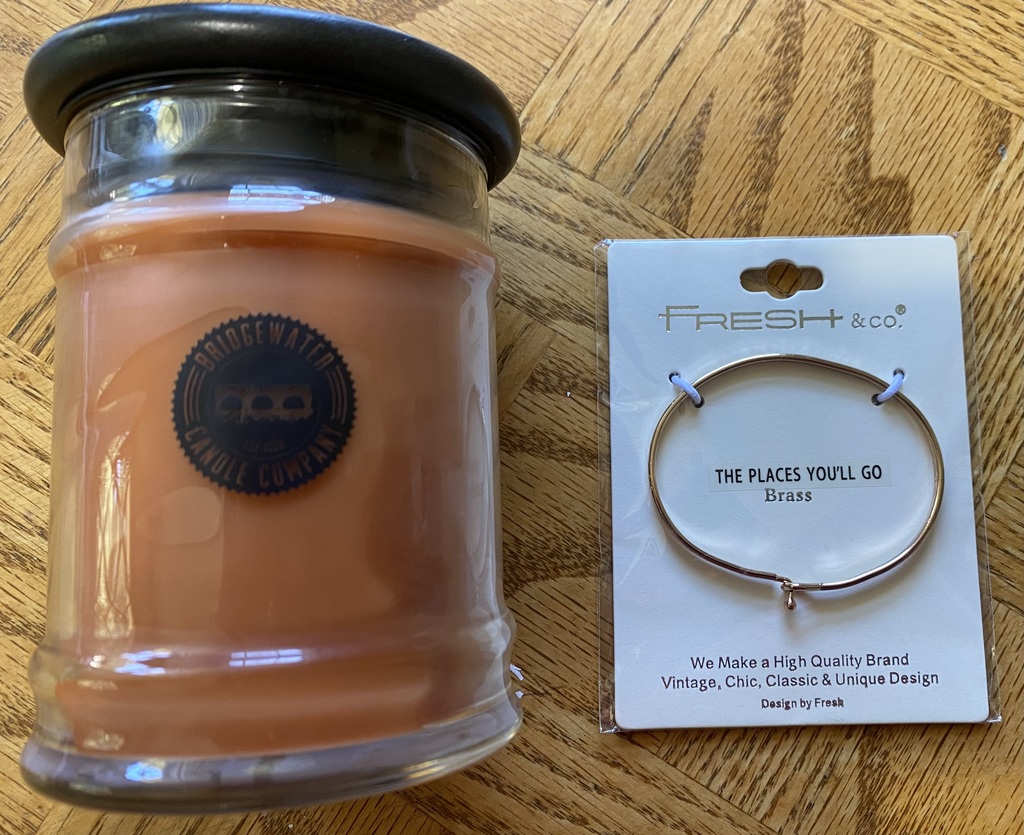 BRIDGEWATER
CANDLE COMPANY
FRESH & CO.®
THE PLACES YOU'LL GO
Brass
We Make a High Quality Brand
Vintage, Chic, Classic & Unique Design
Design by Fresh